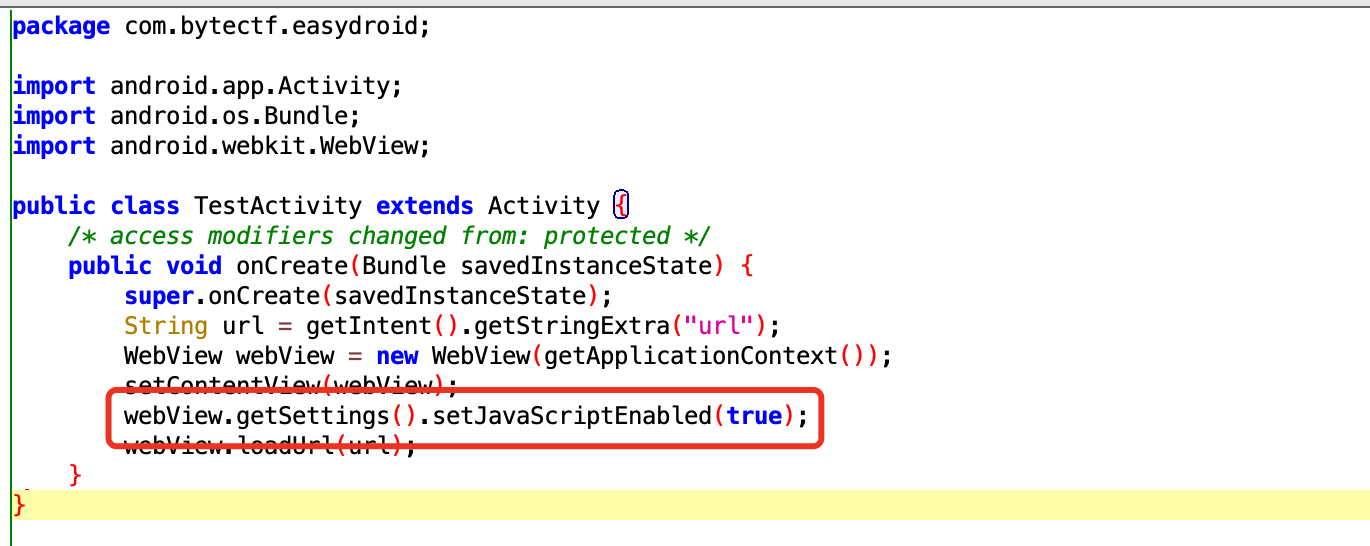 package com.bytectf.easydroid;
import android.app.Activity;
import android.os.Bundle;
import android.webkit.WebView;
public class TestActivity extends Activity {
/* access modifiers changed from: protected */
public void onCreate(Bundle savedInstanceState) {
super.onCreate(savedInstanceState);
String url = getIntent().getStringExtra("url");
WebView webView = new WebView(getApplicationContext());
setContentView(webView);
webView.getSettings().setJavaScriptEnabled(true);
webView.loadUrl(url);
}
}